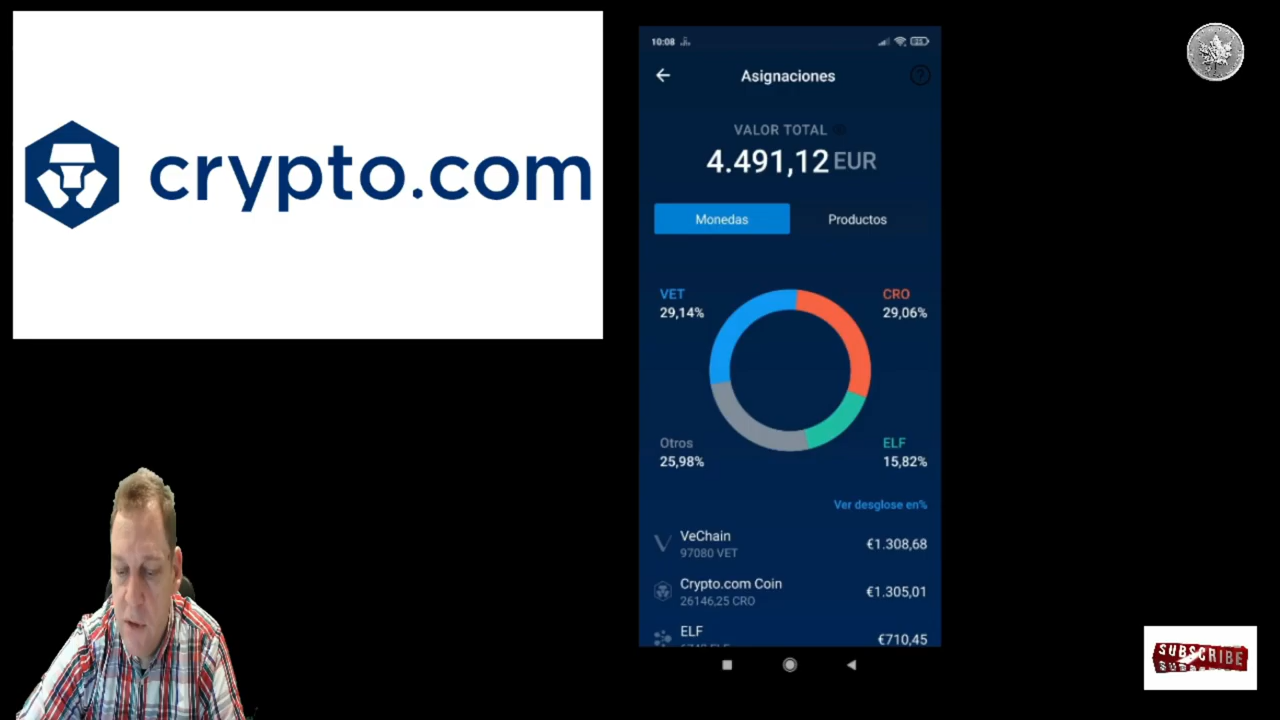 crypto.com
10:08
Asignaciones
?
VALOR TOTAL
4.491,12 EUR
Monedas Productos
VET CRO
29,14% 29,06%
Otros ELF
25,98% 15,82%
Ver desglose en%
VeChain €1.308,68
97080 VET
Crypto.com Coin €1.305,01
26146,25 CRO
ELF €710,45
SUBSCRIBE